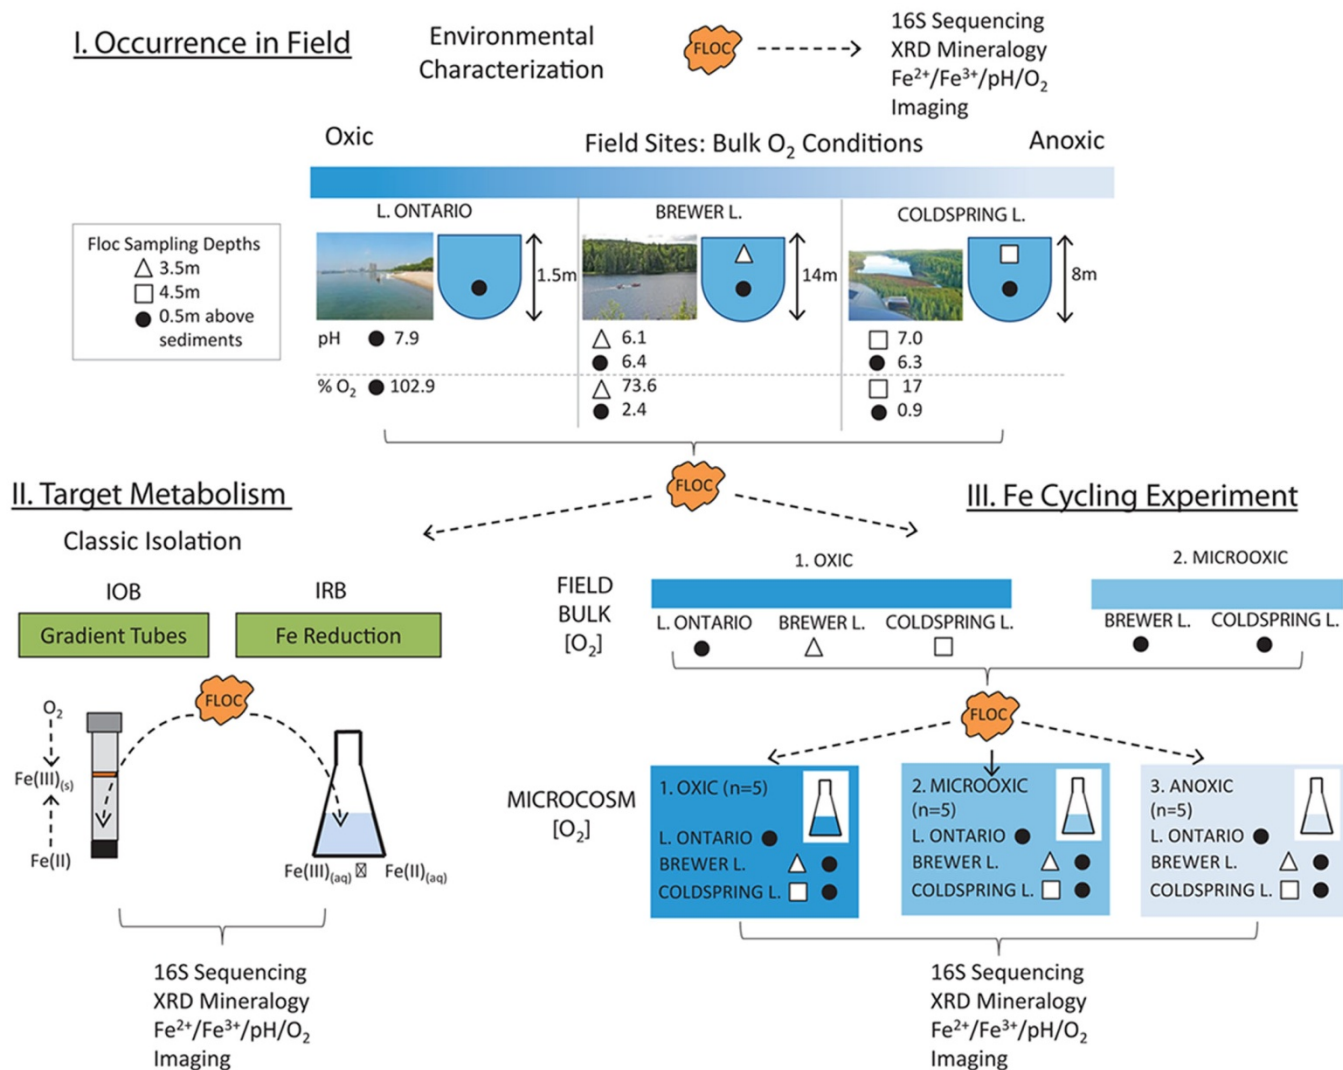 I. Occurrence in Field
Environmental
Characterization
FLOC
16S Sequencing
XRD Mineralogy
Fe²⁺/Fe³⁺/pH/O₂
Imaging
Oxic
Field Sites: Bulk O₂ Conditions
Anoxic
L. ONTARIO
BREWER L.
COLDSPRING L.
Floc Sampling Depths
△ 3.5m
□ 4.5m
● 0.5m above
sediments
1.5m
14m
8m
pH ● 7.9
△ 6.1
● 6.4
□ 7.0
● 6.3
% O₂ ● 102.9
△ 73.6
● 2.4
□ 17
● 0.9
FLOC
II. Target Metabolism
Classic Isolation
IOB
IRB
Gradient Tubes
Fe Reduction
FLOC
O₂
Fe(III)₍s₎
Fe(II)
Fe(III)₍aq₎ Fe(II)₍aq₎
16S Sequencing
XRD Mineralogy
Fe²⁺/Fe³⁺/pH/O₂
Imaging
III. Fe Cycling Experiment
1. OXIC
2. MICROOXIC
FIELD
BULK
[O₂]
L. ONTARIO
BREWER L.
COLDSPRING L.
BREWER L.
COLDSPRING L.
FLOC
MICROCOSM
[O₂]
1. OXIC (n=5)
L. ONTARIO ●
BREWER L. △ ●
COLDSPRING L. □ ●
2. MICROOXIC
(n=5)
L. ONTARIO ●
BREWER L. △ ●
COLDSPRING L. □ ●
3. ANOXIC
(n=5)
L. ONTARIO ●
BREWER L. △ ●
COLDSPRING L. □ ●
16S Sequencing
XRD Mineralogy
Fe²⁺/Fe³⁺/pH/O₂
Imaging